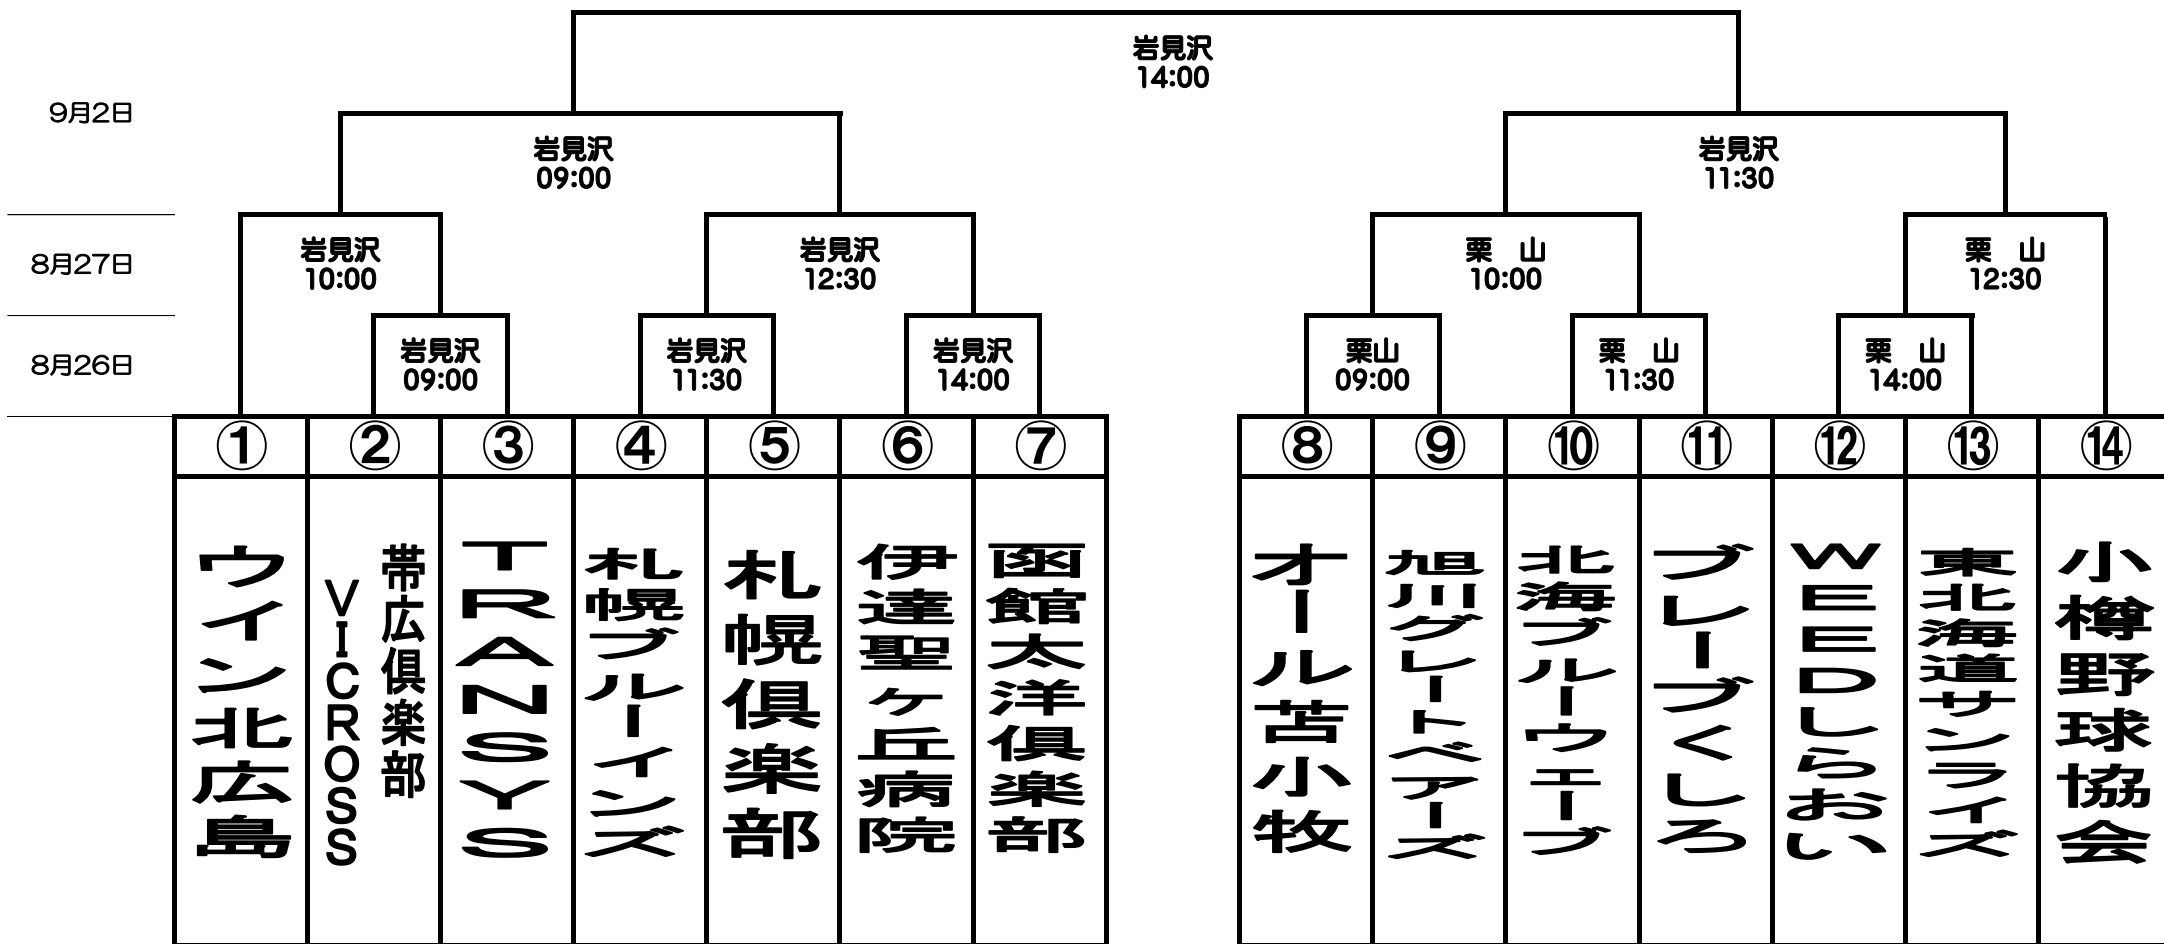 岩見沢
14:00
9月2日
岩見沢
09:00
岩見沢
11:30
8月27日
岩見沢
10:00
岩見沢
12:30
栗　山
10:00
栗　山
12:30
8月26日
岩見沢
09:00
岩見沢
11:30
岩見沢
14:00
栗山
09:00
栗　山
11:30
栗　山
14:00
①
②
③
④
⑤
⑥
⑦
⑧
⑨
⑩
⑪
⑫
⑬
⑭
ウイン北広島
帯広倶楽部
VICROSS
TRANSYS
札幌ブルーインズ
札幌倶楽部
伊達聖ヶ丘病院
函館太洋倶楽部
オール苫小牧
旭川グレートベアーズ
北海ブルーウエーブ
ブレーブくしろ
WEEDしらおい
東北海道サンライズ
小樽野球協会